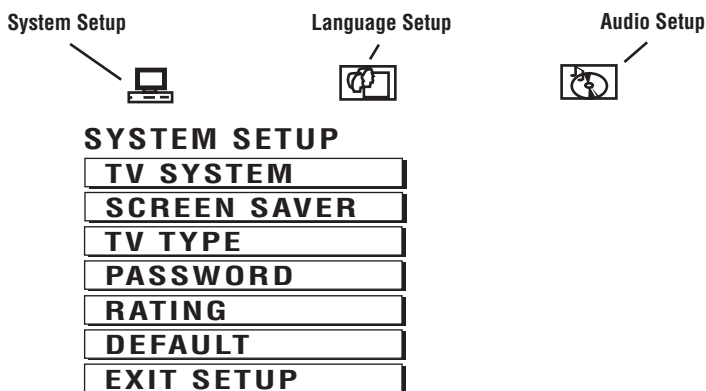 System Setup Language Setup Audio Setup
SYSTEM SETUP
TV SYSTEM
SCREEN SAVER
TV TYPE
PASSWORD
RATING
DEFAULT
EXIT SETUP